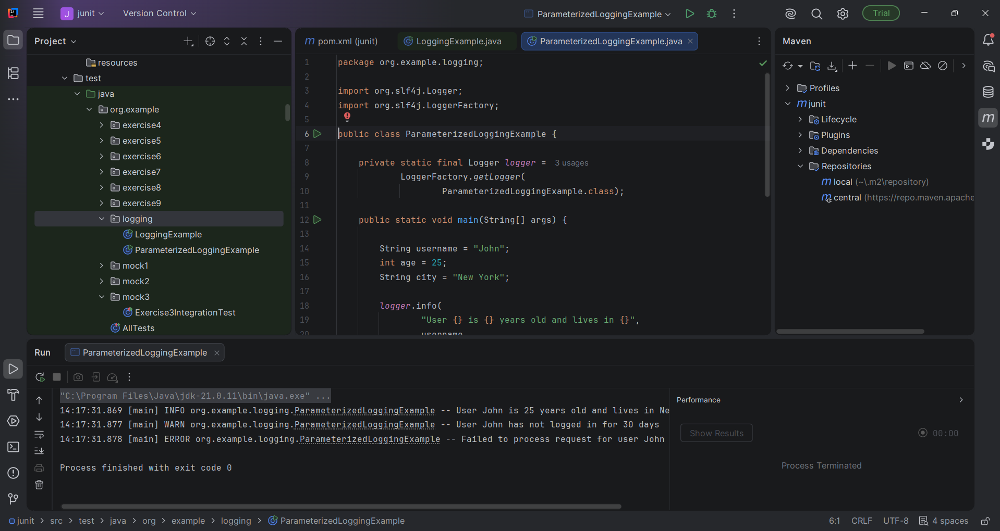 J junit
Version Control
ParameterizedLoggingExample
Trial
Project
resources
test
java
org.example
exercise4
exercise5
exercise6
exercise7
exercise8
exercise9
logging
LoggingExample
ParameterizedLoggingExample
mock1
mock2
mock3
Exercise3IntegrationTest
AllTests
m pom.xml (junit)
LoggingExample.java
ParameterizedLoggingExample.java
1 package org.example.logging;
2
3 import org.slf4j.Logger;
4 import org.slf4j.LoggerFactory;
5
6 public class ParameterizedLoggingExample {
7
8 private static final Logger logger = 3 usages
9 LoggerFactory.getLogger(
10 ParameterizedLoggingExample.class);
11
12 public static void main(String[] args) {
13
14 String username = "John";
15 int age = 25;
16 String city = "New York";
17
18 logger.info(
19 "User {} is {} years old and lives in {}",
20 username
Maven
Profiles
m junit
Lifecycle
Plugins
Dependencies
Repositories
m local (~\.m2\repository)
m central (https://repo.maven.apache
m
Run
ParameterizedLoggingExample
"C:\Program Files\Java\jdk-21.0.11\bin\java.exe" ...
14:17:31.869 [main] INFO org.example.logging.ParameterizedLoggingExample -- User John is 25 years old and lives in Ne
14:17:31.877 [main] WARN org.example.logging.ParameterizedLoggingExample -- User John has not logged in for 30 days
14:17:31.878 [main] ERROR org.example.logging.ParameterizedLoggingExample -- Failed to process request for user John
Process finished with exit code 0
Performance
Show Results
00:00
Process Terminated
junit > src > test > java > org > example > logging > ParameterizedLoggingExample
6:1 CRLF UTF-8 4 spaces